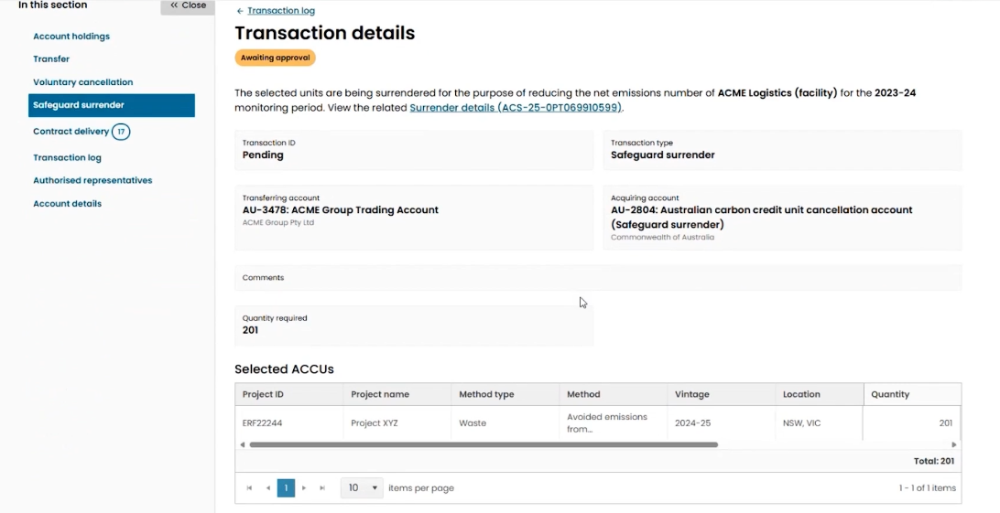 In this section
« Close
Account holdings
Transfer
Voluntary cancellation
Safeguard surrender
Contract delivery 17
Transaction log
Authorised representatives
Account details
← Transaction log
Transaction details
Awaiting approval
The selected units are being surrendered for the purpose of reducing the net emissions number of ACME Logistics (facility) for the 2023-24
monitoring period. View the related Surrender details (ACS-25-0PT069910599).
Transaction ID
Pending
Transaction type
Safeguard surrender
Transferring account
AU-3478: ACME Group Trading Account
ACME Group Pty Ltd
Acquiring account
AU-2804: Australian carbon credit unit cancellation account
(Safeguard surrender)
Commonwealth of Australia
Comments
Quantity required
201
Selected ACCUs
Project ID Project name Method type Method Vintage Location Quantity
ERF22244 Project XYZ Waste Avoided emissions from... 2024-25 NSW, VIC 201
Total: 201
1 10 items per page 1 - 1 of 1 items